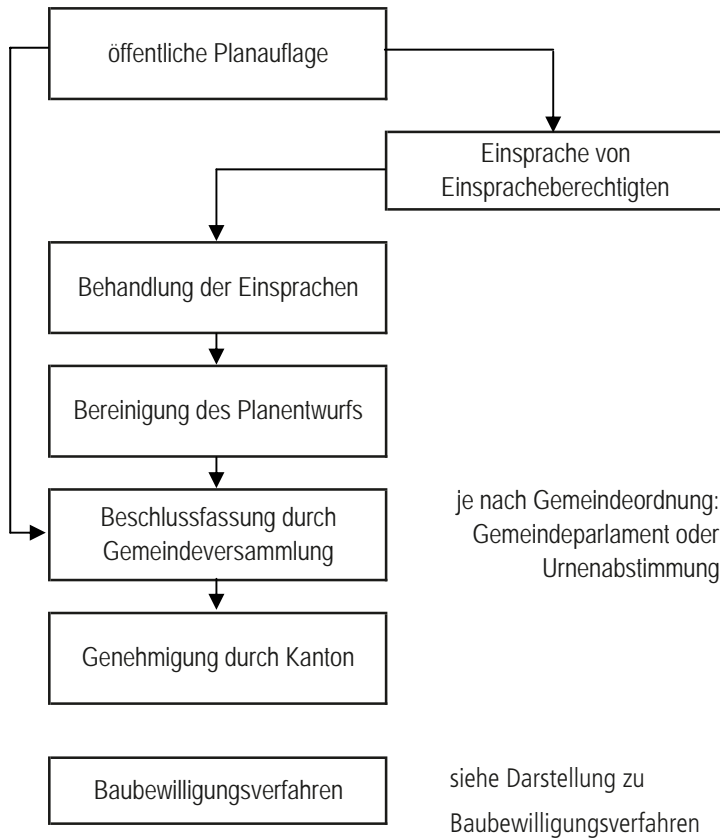 öffentliche Planauflage
Einsprache von
Einspracheberechtigten
Behandlung der Einsprachen
Bereinigung des Planentwurfs
Beschlussfassung durch
Gemeindeversammlung
je nach Gemeindeordnung:
Gemeindeparlament oder
Urnenabstimmung
Genehmigung durch Kanton
Baubewilligungsverfahren
siehe Darstellung zu
Baubewilligungsverfahren